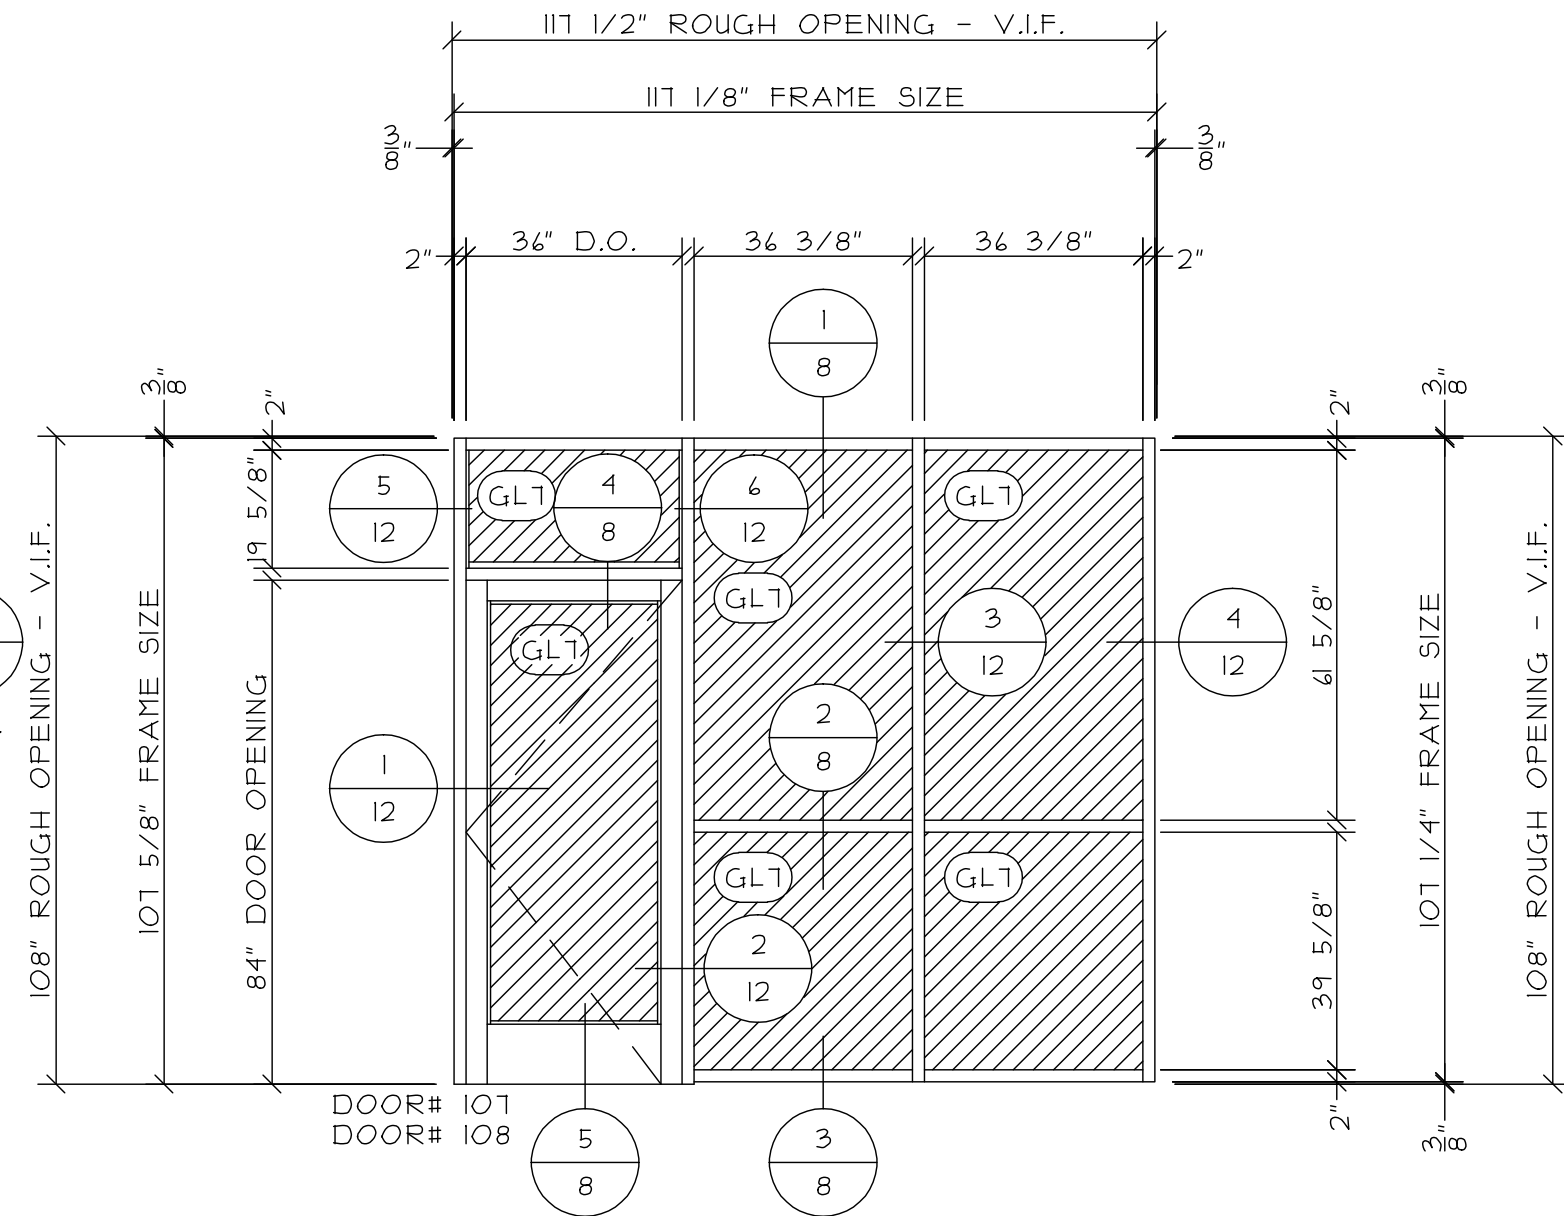 117 1/2" ROUGH OPENING - V.I.F.
117 1/8" FRAME SIZE
3/8"
3/8"
2"
36" D.O.
36 3/8"
36 3/8"
2"
1
8
3/8"
2"
2"
3/8"
5
12
GL7
4
8
6
12
GL7
19 5/8"
GL7
GL7
3
12
4
12
61 5/8"
108" ROUGH OPENING - V.I.F.
107 5/8" FRAME SIZE
84" DOOR OPENING
107 1/4" FRAME SIZE
108" ROUGH OPENING - V.I.F.
2
8
1
12
GL7
GL7
39 5/8"
2
12
2"
3/8"
DOOR# 107
DOOR# 108
5
8
3
8